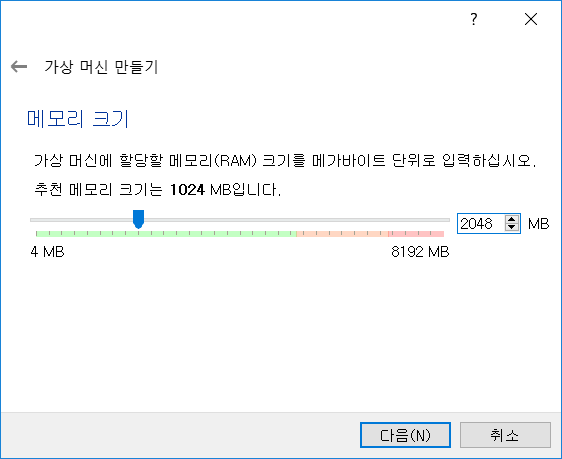 ?
가상 머신 만들기
메모리 크기
가상 머신에 할당할 메모리(RAM) 크기를 메가바이트 단위로 입력하십시오.
추천 메모리 크기는 1024 MB입니다.
2048 MB
4 MB 8192 MB
다음(N) 취소